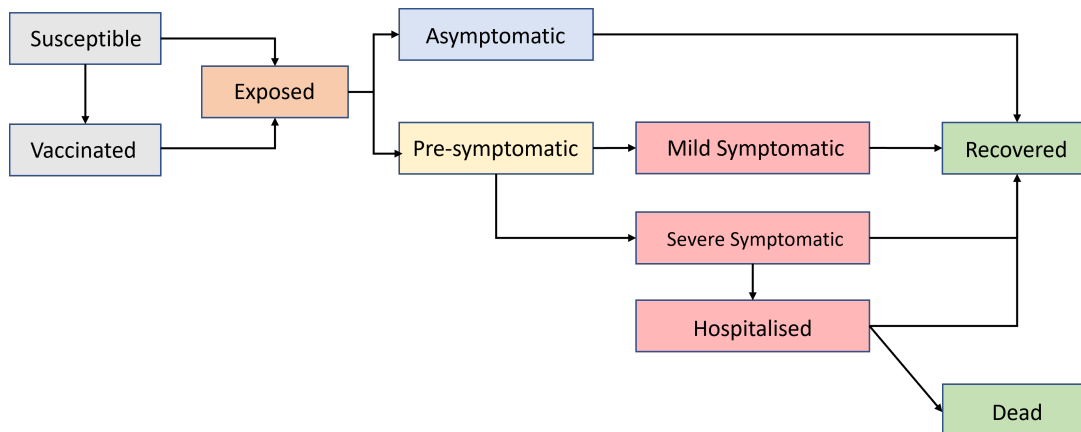 Susceptible
Asymptomatic
Exposed
Vaccinated
Pre-symptomatic
Mild Symptomatic
Recovered
Severe Symptomatic
Hospitalised
Dead